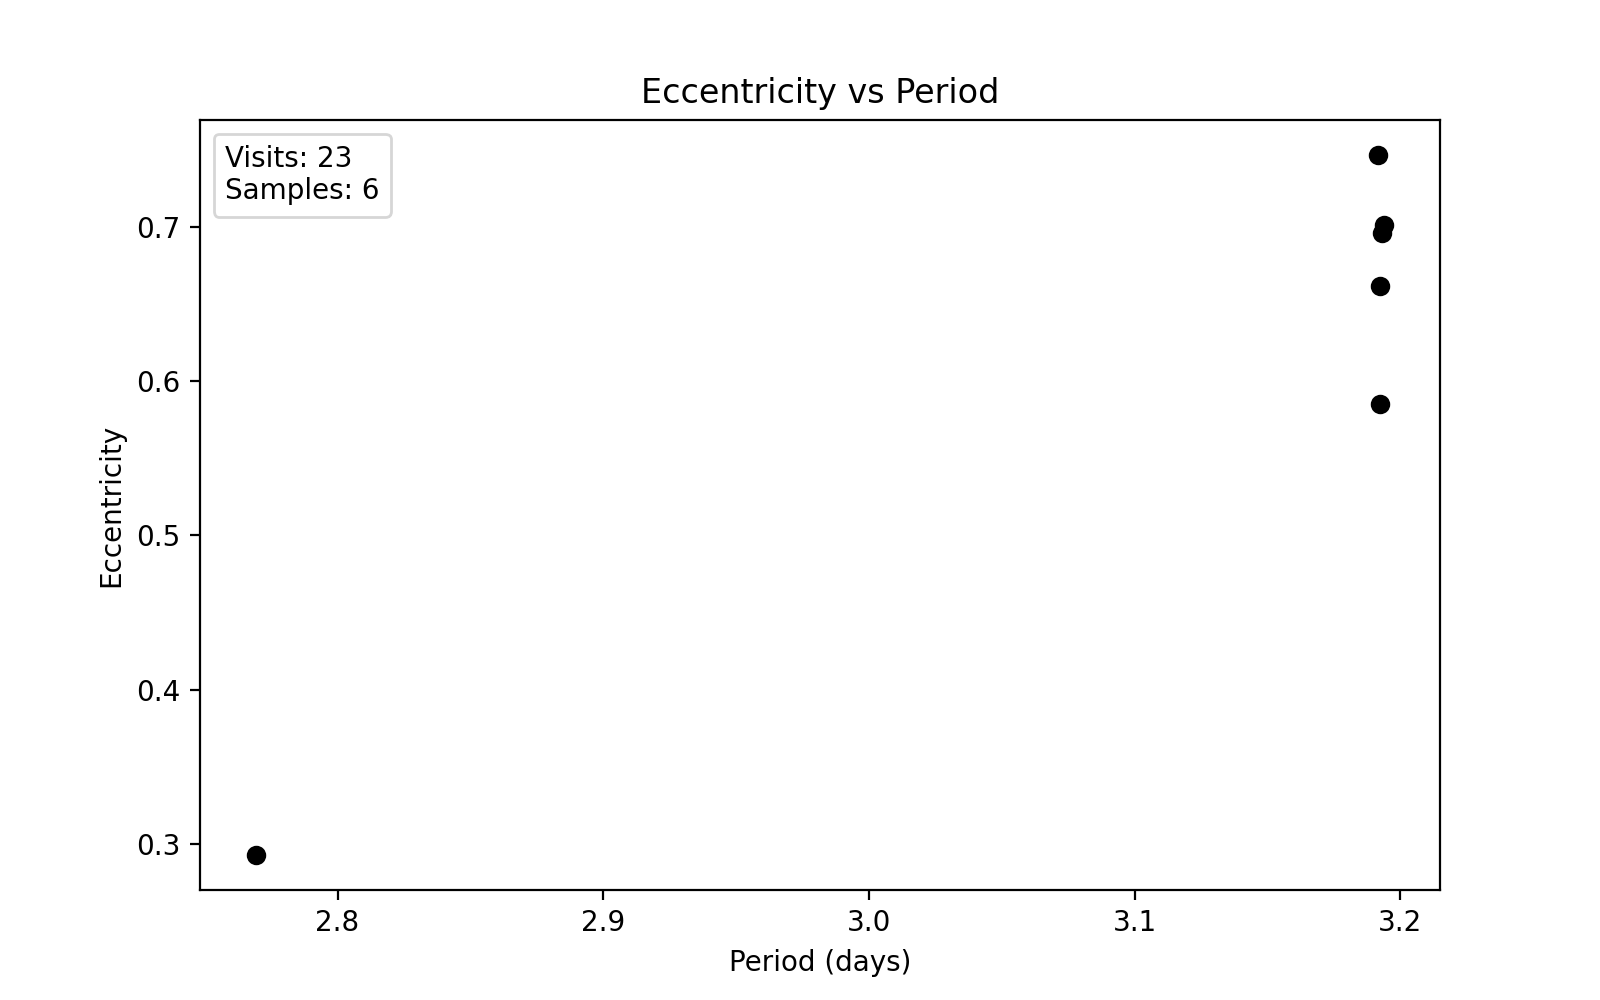 Eccentricity vs Period
Visits: 23
Samples: 6
0.7
0.6
0.5
0.4
0.3
Eccentricity
2.8 2.9 3.0 3.1 3.2
Period (days)